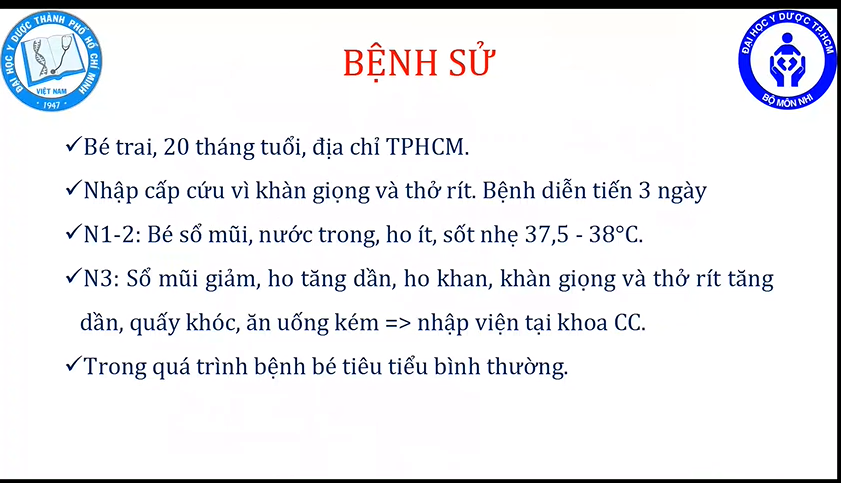 ĐẠI HỌC Y DƯỢC THÀNH PHỐ HỒ CHÍ MINH
VIỆT NAM
1947
BỆNH SỬ
ĐẠI HỌC Y DƯỢC TP.HCM
BỘ MÔN NHI
✓Bé trai, 20 tháng tuổi, địa chỉ TPHCM.
✓Nhập cấp cứu vì khàn giọng và thở rít. Bệnh diễn tiến 3 ngày
✓N1-2: Bé sổ mũi, nước trong, ho ít, sốt nhẹ 37,5 - 38°C.
✓N3: Sổ mũi giảm, ho tăng dần, ho khan, khàn giọng và thở rít tăng
dần, quấy khóc, ăn uống kém => nhập viện tại khoa CC.
✓Trong quá trình bệnh bé tiêu tiểu bình thường.